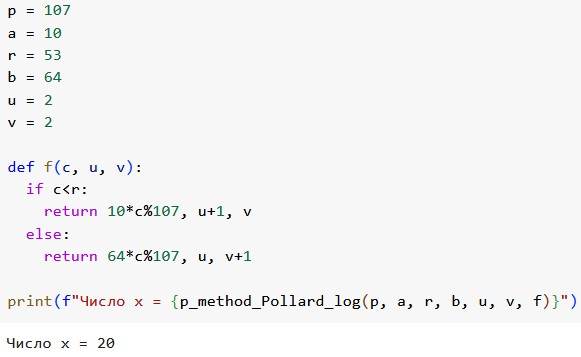 p = 107
a = 10
r = 53
b = 64
u = 2
v = 2
def f(c, u, v):
  if c<r:
    return 10*c%107, u+1, v
  else:
    return 64*c%107, u, v+1
print(f"Число x = {p_method_Pollard_log(p, a, r, b, u, v, f)}")
Число x = 20